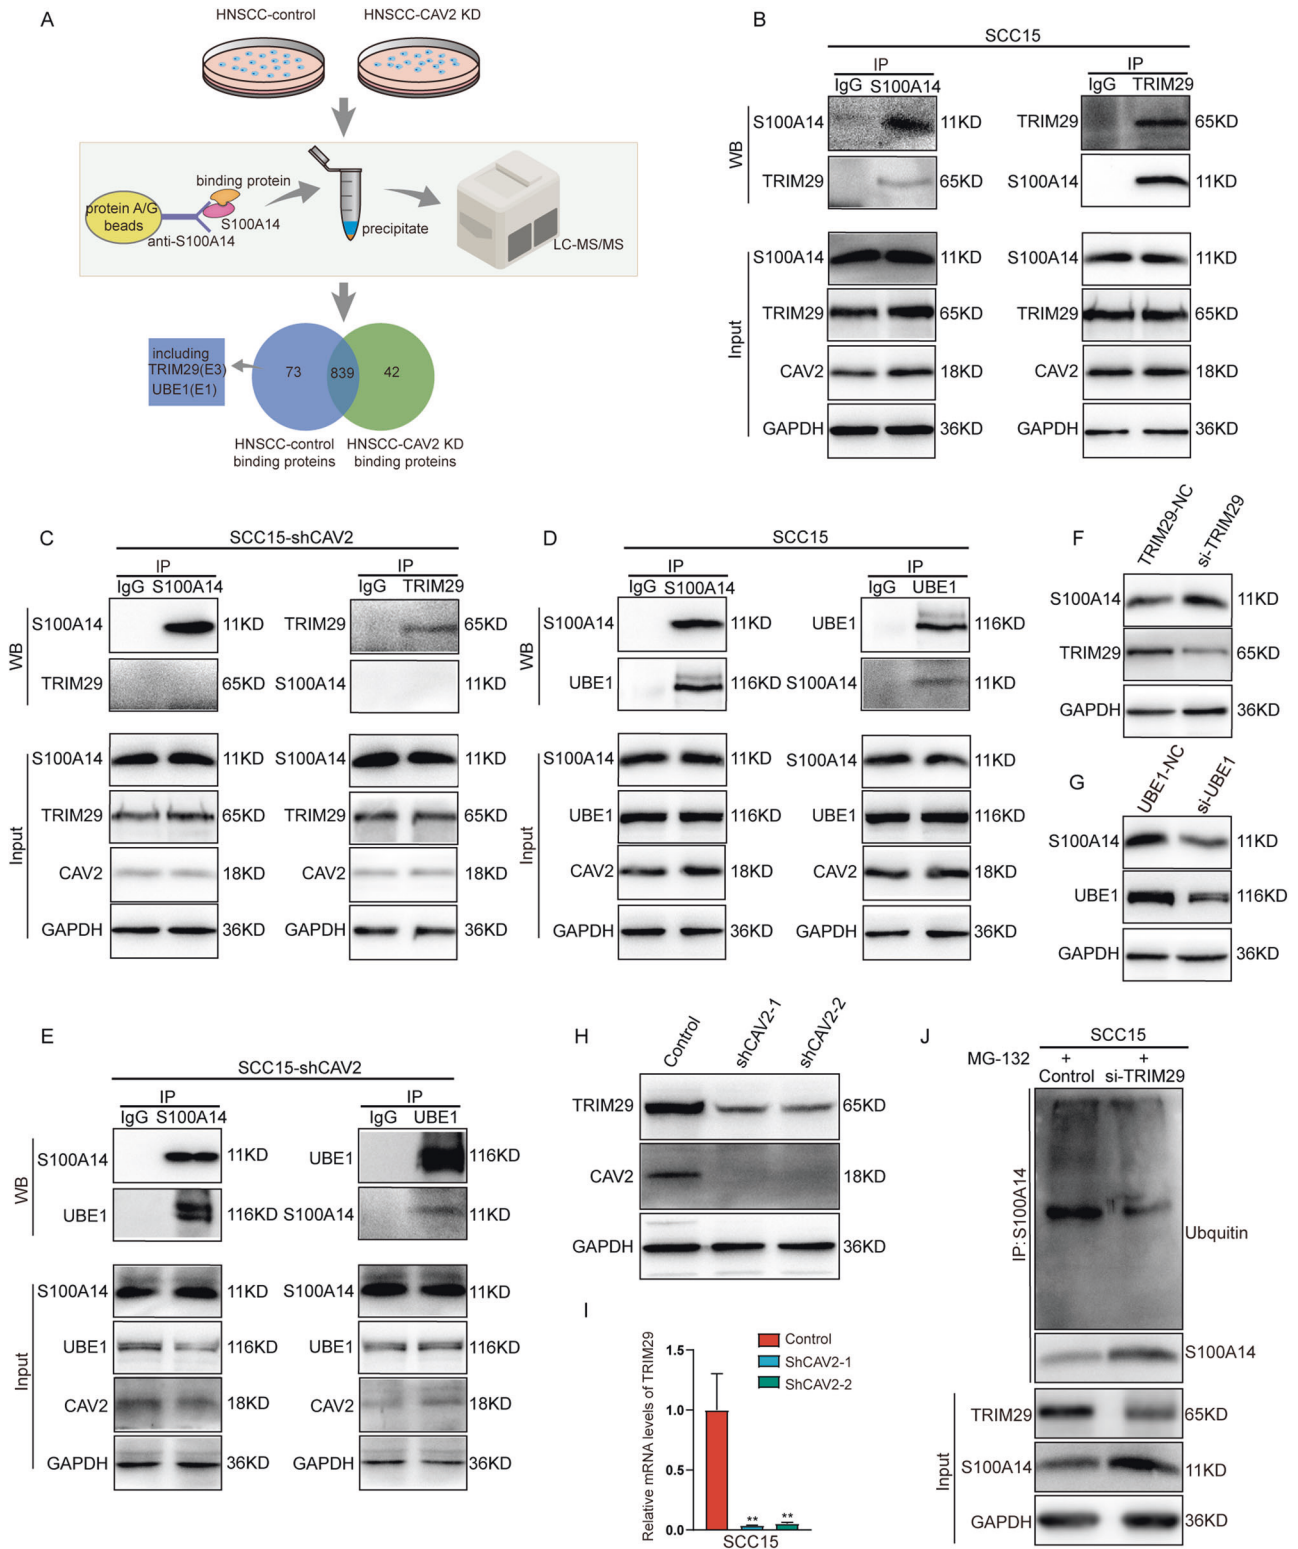 A
HNSCC-control HNSCC-CAV2 KD
binding protein
protein A/G
beads
S100A14
anti-S100A14
precipitate
LC-MS/MS
including
TRIM29(E3)
UBE1(E1)
73 839 42
HNSCC-control HNSCC-CAV2 KD
binding proteins binding proteins
B
SCC15
IP IP
IgG S100A14 IgG TRIM29
WB
S100A14 11KD TRIM29 65KD
TRIM29 65KD S100A14 11KD
Input
S100A14 11KD S100A14 11KD
TRIM29 65KD TRIM29 65KD
CAV2 18KD CAV2 18KD
GAPDH 36KD GAPDH 36KD
C
SCC15-shCAV2
IP IP
IgG S100A14 IgG TRIM29
WB
S100A14 11KD TRIM29 65KD
TRIM29 65KD S100A14 11KD
Input
S100A14 11KD S100A14 11KD
TRIM29 65KD TRIM29 65KD
CAV2 18KD CAV2 18KD
GAPDH 36KD GAPDH 36KD
D
SCC15
IP IP
IgG S100A14 IgG UBE1
WB
S100A14 11KD UBE1 116KD
UBE1 116KD S100A14 11KD
Input
S100A14 11KD S100A14 11KD
UBE1 116KD UBE1 116KD
CAV2 18KD CAV2 18KD
GAPDH 36KD GAPDH 36KD
F
TRIM29-NC si-TRIM29
S100A14 11KD
TRIM29 65KD
GAPDH 36KD
G
UBE1-NC si-UBE1
S100A14 11KD
UBE1 116KD
GAPDH 36KD
E
SCC15-shCAV2
IP IP
IgG S100A14 IgG UBE1
WB
S100A14 11KD UBE1 116KD
UBE1 116KD S100A14 11KD
Input
S100A14 11KD S100A14 11KD
UBE1 116KD UBE1 116KD
CAV2 18KD CAV2 18KD
GAPDH 36KD GAPDH 36KD
H
Control shCAV2-1 shCAV2-2
TRIM29 65KD
CAV2 18KD
GAPDH 36KD
I
Relative mRNA levels of TRIM29
1.5
1.0
0.5
0.0
Control
ShCAV2-1
ShCAV2-2
** **
SCC15
J
SCC15
MG-132 + +
Control si-TRIM29
IP: S100A14
Ubquitin
S100A14
Input
TRIM29 65KD
S100A14 11KD
GAPDH 36KD